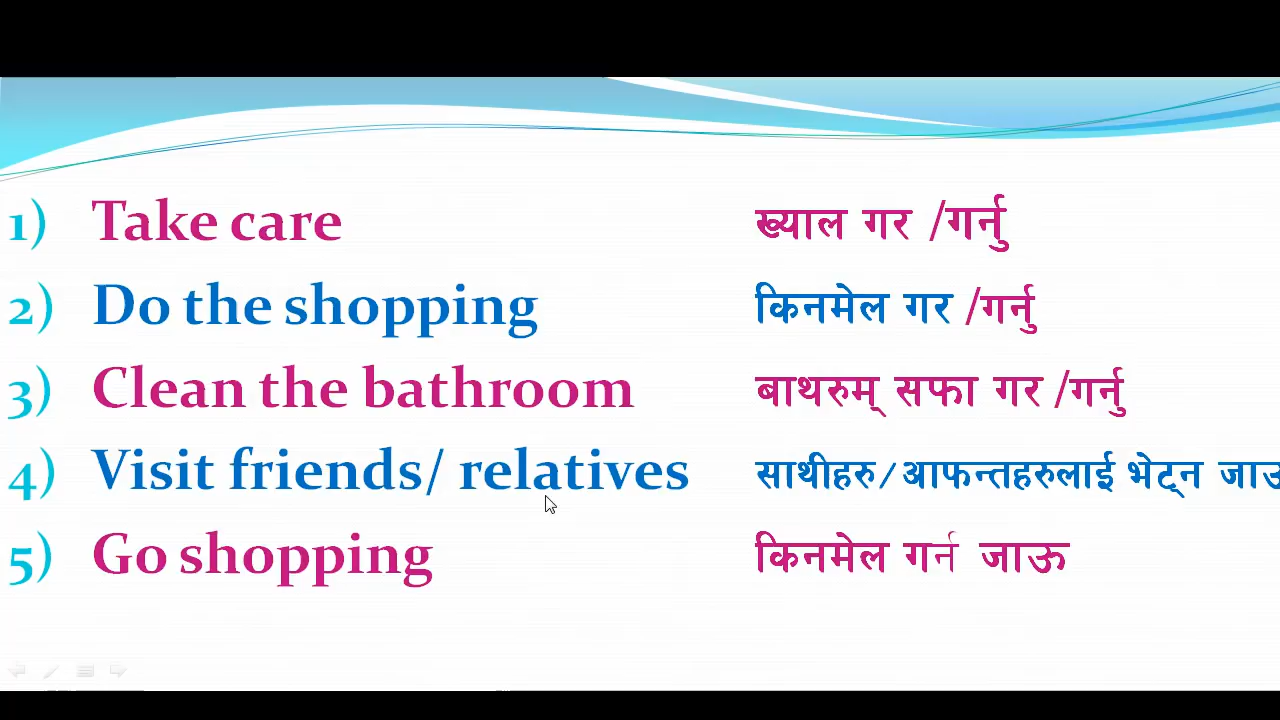 1) Take care ख्याल गर /गर्नु
2) Do the shopping किनमेल गर /गर्नु
3) Clean the bathroom बाथरुम् सफा गर /गर्नु
4) Visit friends/ relatives साथीहरु/आफन्तहरुलाई भेट्न
5) Go shopping किनमेल गर्न जाऊ